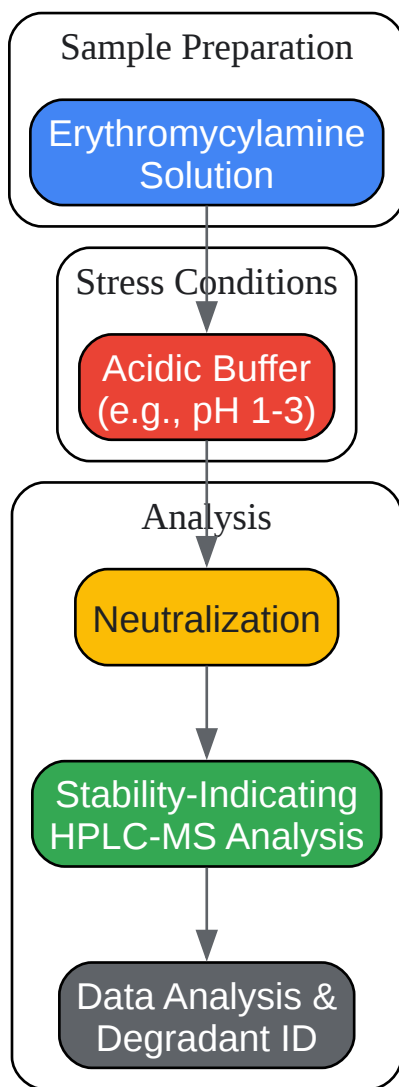 Sample Preparation
Erythromycylamine
Solution
Stress Conditions
Acidic Buffer
(e.g., pH 1-3)
Analysis
Neutralization
Stability-Indicating
HPLC-MS Analysis
Data Analysis &
Degradant ID